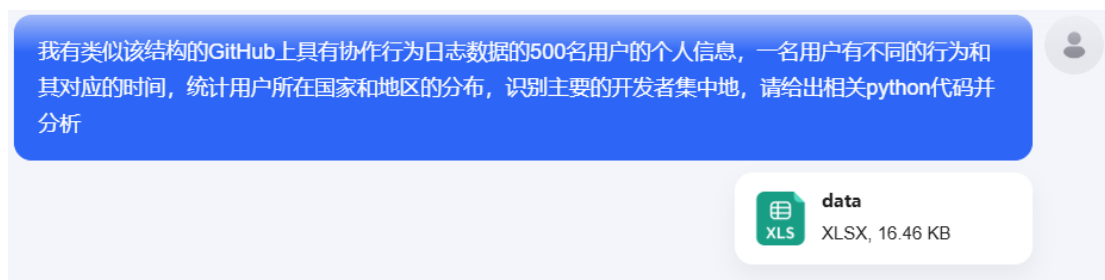 我有类似该结构的GitHub上具有协作行为日志数据的500名用户的个人信息，一名用户有不同的行为和
其对应的时间，统计用户所在国家和地区的分布，识别主要的开发者集中地，请给出相关python代码并
分析
data
XLS
XLSX, 16.46 KB